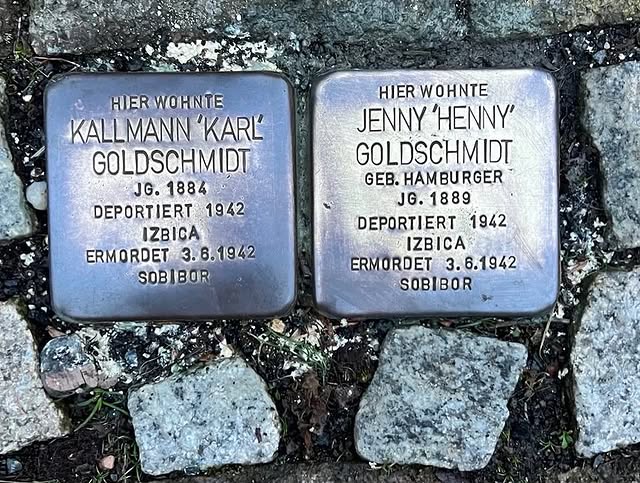 HIER WOHNTE
KALLMANN "KARL"
GOLDSCHMIDT
JG. 1884
DEPORTIERT 1942
IZBICA
ERMORDET 3.6.1942
SOBIBOR
HIER WOHNTE
JENNY "HENNY"
GOLDSCHMIDT
GEB. HAMBURGER
JG. 1889
DEPORTIERT 1942
IZBICA
ERMORDET 3.6.1942
SOBIBOR